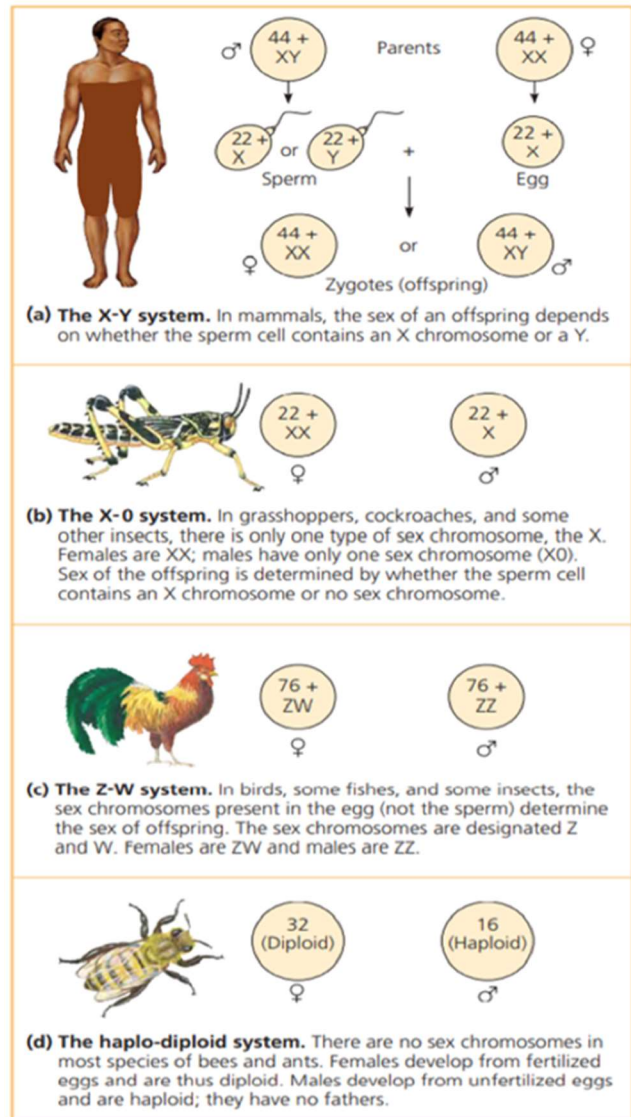 ♂ 44 + XY Parents 44 + XX ♀
22 + X or 22 + Y + 22 + X
Sperm Egg
♀ 44 + XX or 44 + XY ♂
Zygotes (offspring)
(a) The X-Y system. In mammals, the sex of an offspring depends
on whether the sperm cell contains an X chromosome or a Y.
22 + XX 22 + X
♀ ♂
(b) The X-0 system. In grasshoppers, cockroaches, and some
other insects, there is only one type of sex chromosome, the X.
Females are XX; males have only one sex chromosome (X0).
Sex of the offspring is determined by whether the sperm cell
contains an X chromosome or no sex chromosome.
76 + ZW 76 + ZZ
♀ ♂
(c) The Z-W system. In birds, some fishes, and some insects, the
sex chromosomes present in the egg (not the sperm) determine
the sex of offspring. The sex chromosomes are designated Z
and W. Females are ZW and males are ZZ.
32 (Diploid) 16 (Haploid)
♀ ♂
(d) The haplo-diploid system. There are no sex chromosomes in
most species of bees and ants. Females develop from fertilized
eggs and are thus diploid. Males develop from unfertilized eggs
and are haploid; they have no fathers.